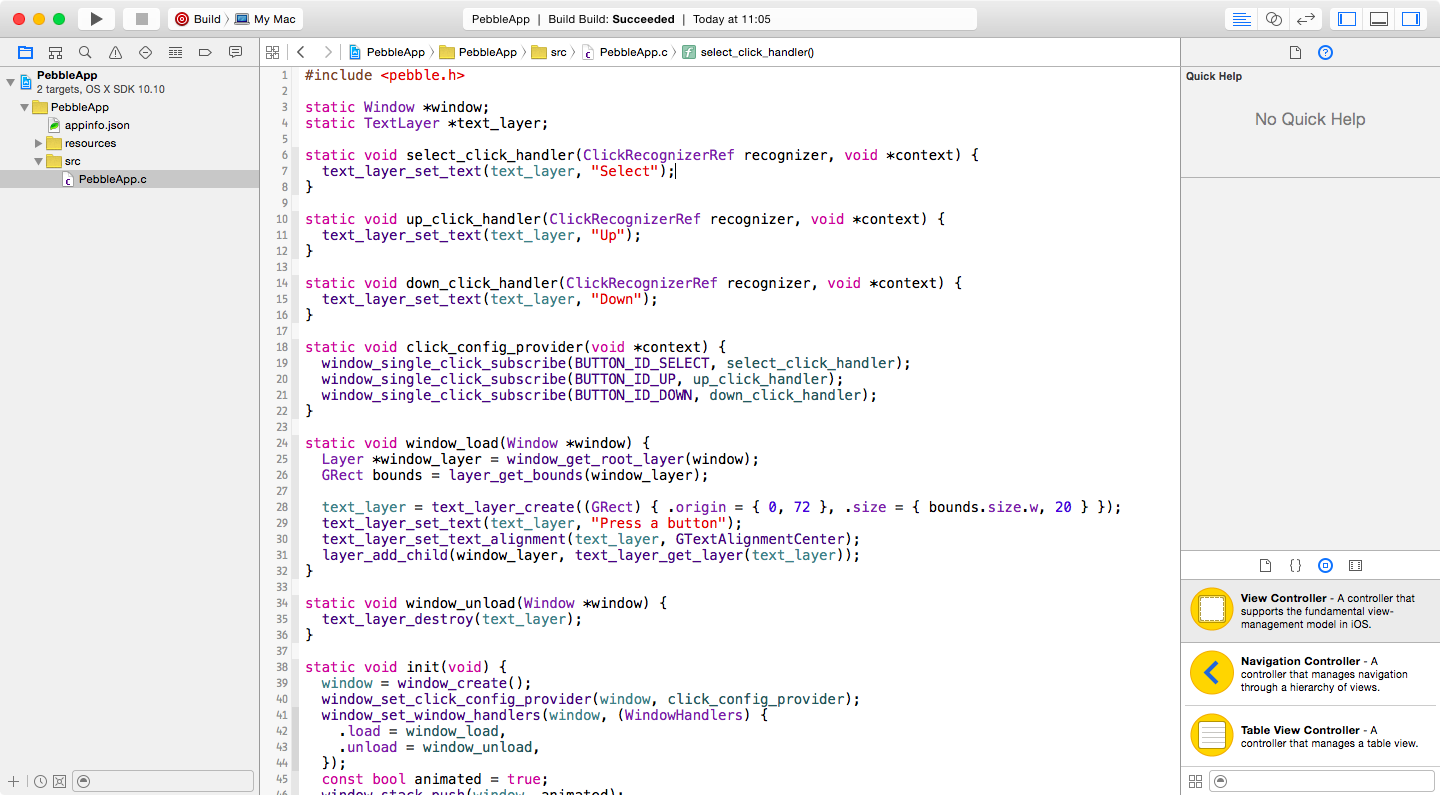 Build 〉 My Mac
PebbleApp | Build Build: Succeeded | Today at 11:05
PebbleApp 〉 PebbleApp 〉 src 〉 PebbleApp.c 〉 f select_click_handler()
PebbleApp
2 targets, OS X SDK 10.10
PebbleApp
appinfo.json
resources
src
PebbleApp.c
1 #include <pebble.h>
2
3 static Window *window;
4 static TextLayer *text_layer;
5
6 static void select_click_handler(ClickRecognizerRef recognizer, void *context) {
7   text_layer_set_text(text_layer, "Select");
8 }
9
10 static void up_click_handler(ClickRecognizerRef recognizer, void *context) {
11   text_layer_set_text(text_layer, "Up");
12 }
13
14 static void down_click_handler(ClickRecognizerRef recognizer, void *context) {
15   text_layer_set_text(text_layer, "Down");
16 }
17
18 static void click_config_provider(void *context) {
19   window_single_click_subscribe(BUTTON_ID_SELECT, select_click_handler);
20   window_single_click_subscribe(BUTTON_ID_UP, up_click_handler);
21   window_single_click_subscribe(BUTTON_ID_DOWN, down_click_handler);
22 }
23
24 static void window_load(Window *window) {
25   Layer *window_layer = window_get_root_layer(window);
26   GRect bounds = layer_get_bounds(window_layer);
27
28   text_layer = text_layer_create((GRect) { .origin = { 0, 72 }, .size = { bounds.size.w, 20 } });
29   text_layer_set_text(text_layer, "Press a button");
30   text_layer_set_text_alignment(text_layer, GTextAlignmentCenter);
31   layer_add_child(window_layer, text_layer_get_layer(text_layer));
32 }
33
34 static void window_unload(Window *window) {
35   text_layer_destroy(text_layer);
36 }
37
38 static void init(void) {
39   window = window_create();
40   window_set_click_config_provider(window, click_config_provider);
41   window_set_window_handlers(window, (WindowHandlers) {
42     .load = window_load,
43     .unload = window_unload,
44   });
45   const bool animated = true;
46   window_stack_push(window, animated);
Quick Help
No Quick Help
View Controller - A controller that
supports the fundamental view-
management model in iOS.
Navigation Controller - A
controller that manages navigation
through a hierarchy of views.
Table View Controller - A
controller that manages a table view.